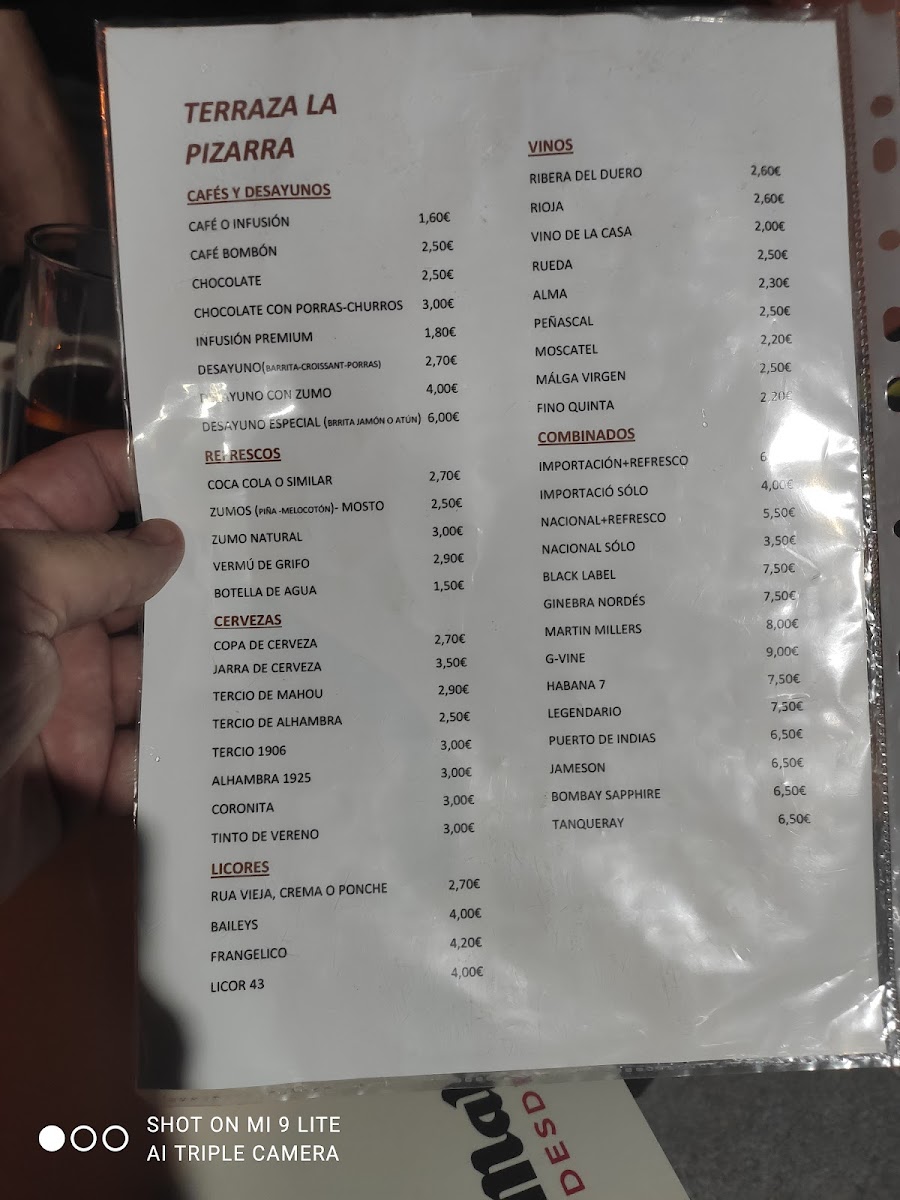 TERRAZA LA
PIZARRA
CAFÉS Y DESAYUNOS
CAFÉ O INFUSIÓN 1,60€
CAFÉ BOMBÓN 2,50€
CHOCOLATE 2,50€
CHOCOLATE CON PORRAS-CHURROS 3,00€
INFUSIÓN PREMIUM 1,80€
DESAYUNO(BARRITA-CROISSANT-PORRAS) 2,70€
DESAYUNO CON ZUMO 4,00€
DESAYUNO ESPECIAL (BRRITA JAMÓN O ATÚN) 6,00€
REFRESCOS
COCA COLA O SIMILAR 2,70€
ZUMOS (PIÑA -MELOCOTÓN)- MOSTO 2,50€
ZUMO NATURAL 3,00€
VERMÚ DE GRIFO 2,90€
BOTELLA DE AGUA 1,50€
CERVEZAS
COPA DE CERVEZA 2,70€
JARRA DE CERVEZA 3,50€
TERCIO DE MAHOU 2,90€
TERCIO DE ALHAMBRA 2,50€
TERCIO 1906 3,00€
ALHAMBRA 1925 3,00€
CORONITA 3,00€
TINTO DE VERENO 3,00€
LICORES
RUA VIEJA, CREMA O PONCHE 2,70€
BAILEYS 4,00€
FRANGELICO 4,20€
LICOR 43 4,00€
VINOS
RIBERA DEL DUERO 2,60€
RIOJA 2,60€
VINO DE LA CASA 2,00€
RUEDA 2,50€
ALMA 2,30€
PEÑASCAL 2,50€
MOSCATEL 2,20€
MÁLGA VIRGEN 2,50€
FINO QUINTA 2,20€
COMBINADOS
IMPORTACIÓN+REFRESCO 6
IMPORTACIÓ SÓLO 4,00€
NACIONAL+REFRESCO 5,50€
NACIONAL SÓLO 3,50€
BLACK LABEL 7,50€
GINEBRA NORDÉS 7,50€
MARTIN MILLERS 8,00€
G-VINE 9,00€
HABANA 7 7,50€
LEGENDARIO 7,50€
PUERTO DE INDIAS 6,50€
JAMESON 6,50€
BOMBAY SAPPHIRE 6,50€
TANQUERAY 6,50€
SHOT ON MI 9 LITE
AI TRIPLE CAMERA